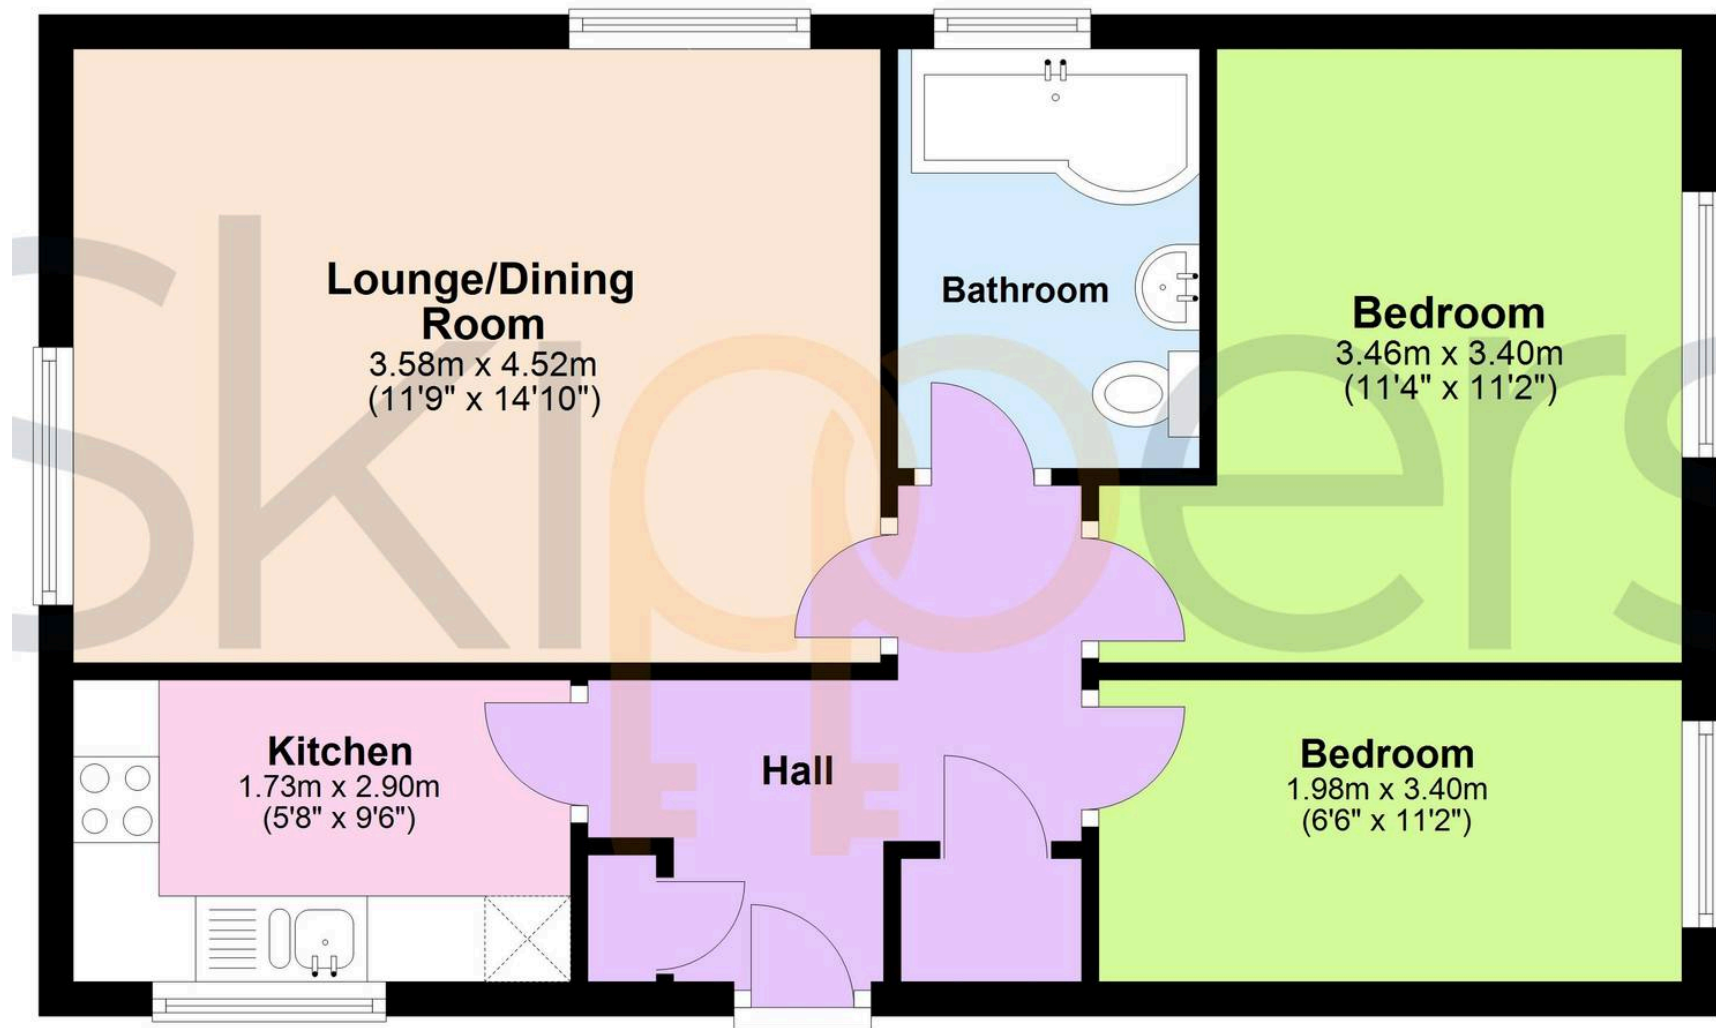 Lounge/Dining
Room
3.58m x 4.52m
(11'9" x 14'10")
Bathroom
Bedroom
3.46m x 3.40m
(11'4" x 11'2")
Kitchen
1.73m x 2.90m
(5'8" x 9'6")
Hall
Bedroom
1.98m x 3.40m
(6'6" x 11'2")
skippers